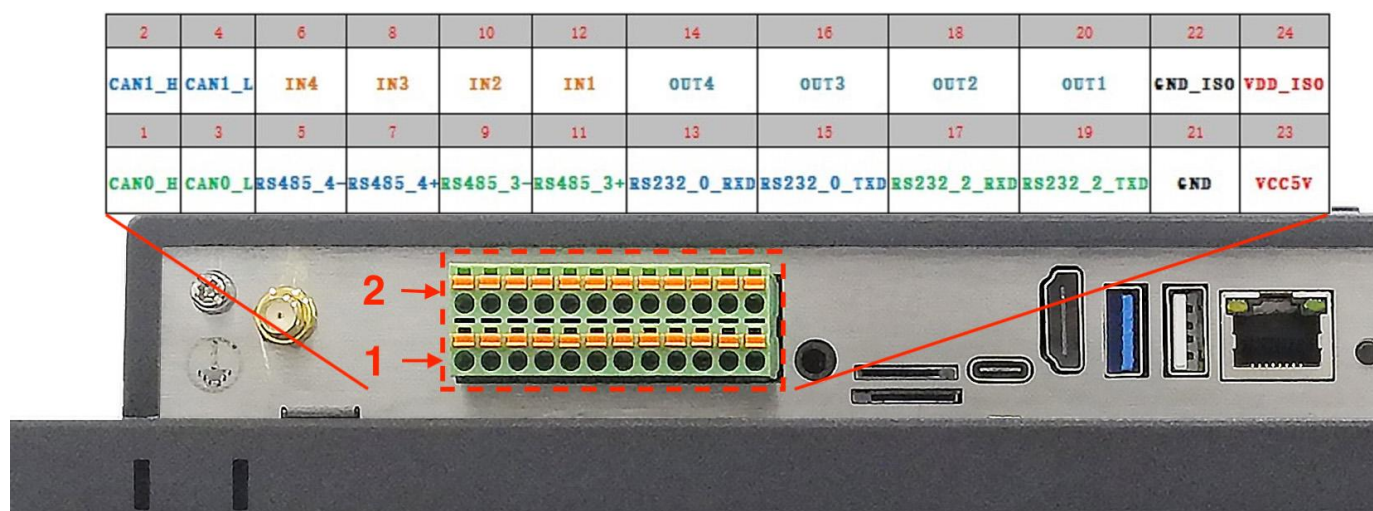 2 4 6 8 10 12 14 16 18 20 22 24
CAN1_H CAN1_L IN4 IN3 IN2 IN1 OUT4 OUT3 OUT2 OUT1 GND_ISO VDD_ISO
1 3 5 7 9 11 13 15 17 19 21 23
CAN0_H CAN0_L RS485_4- RS485_4+ RS485_3- RS485_3+ RS232_0_RXD RS232_0_TXD RS232_2_RXD RS232_2_TXD GND VCC5V
2
1